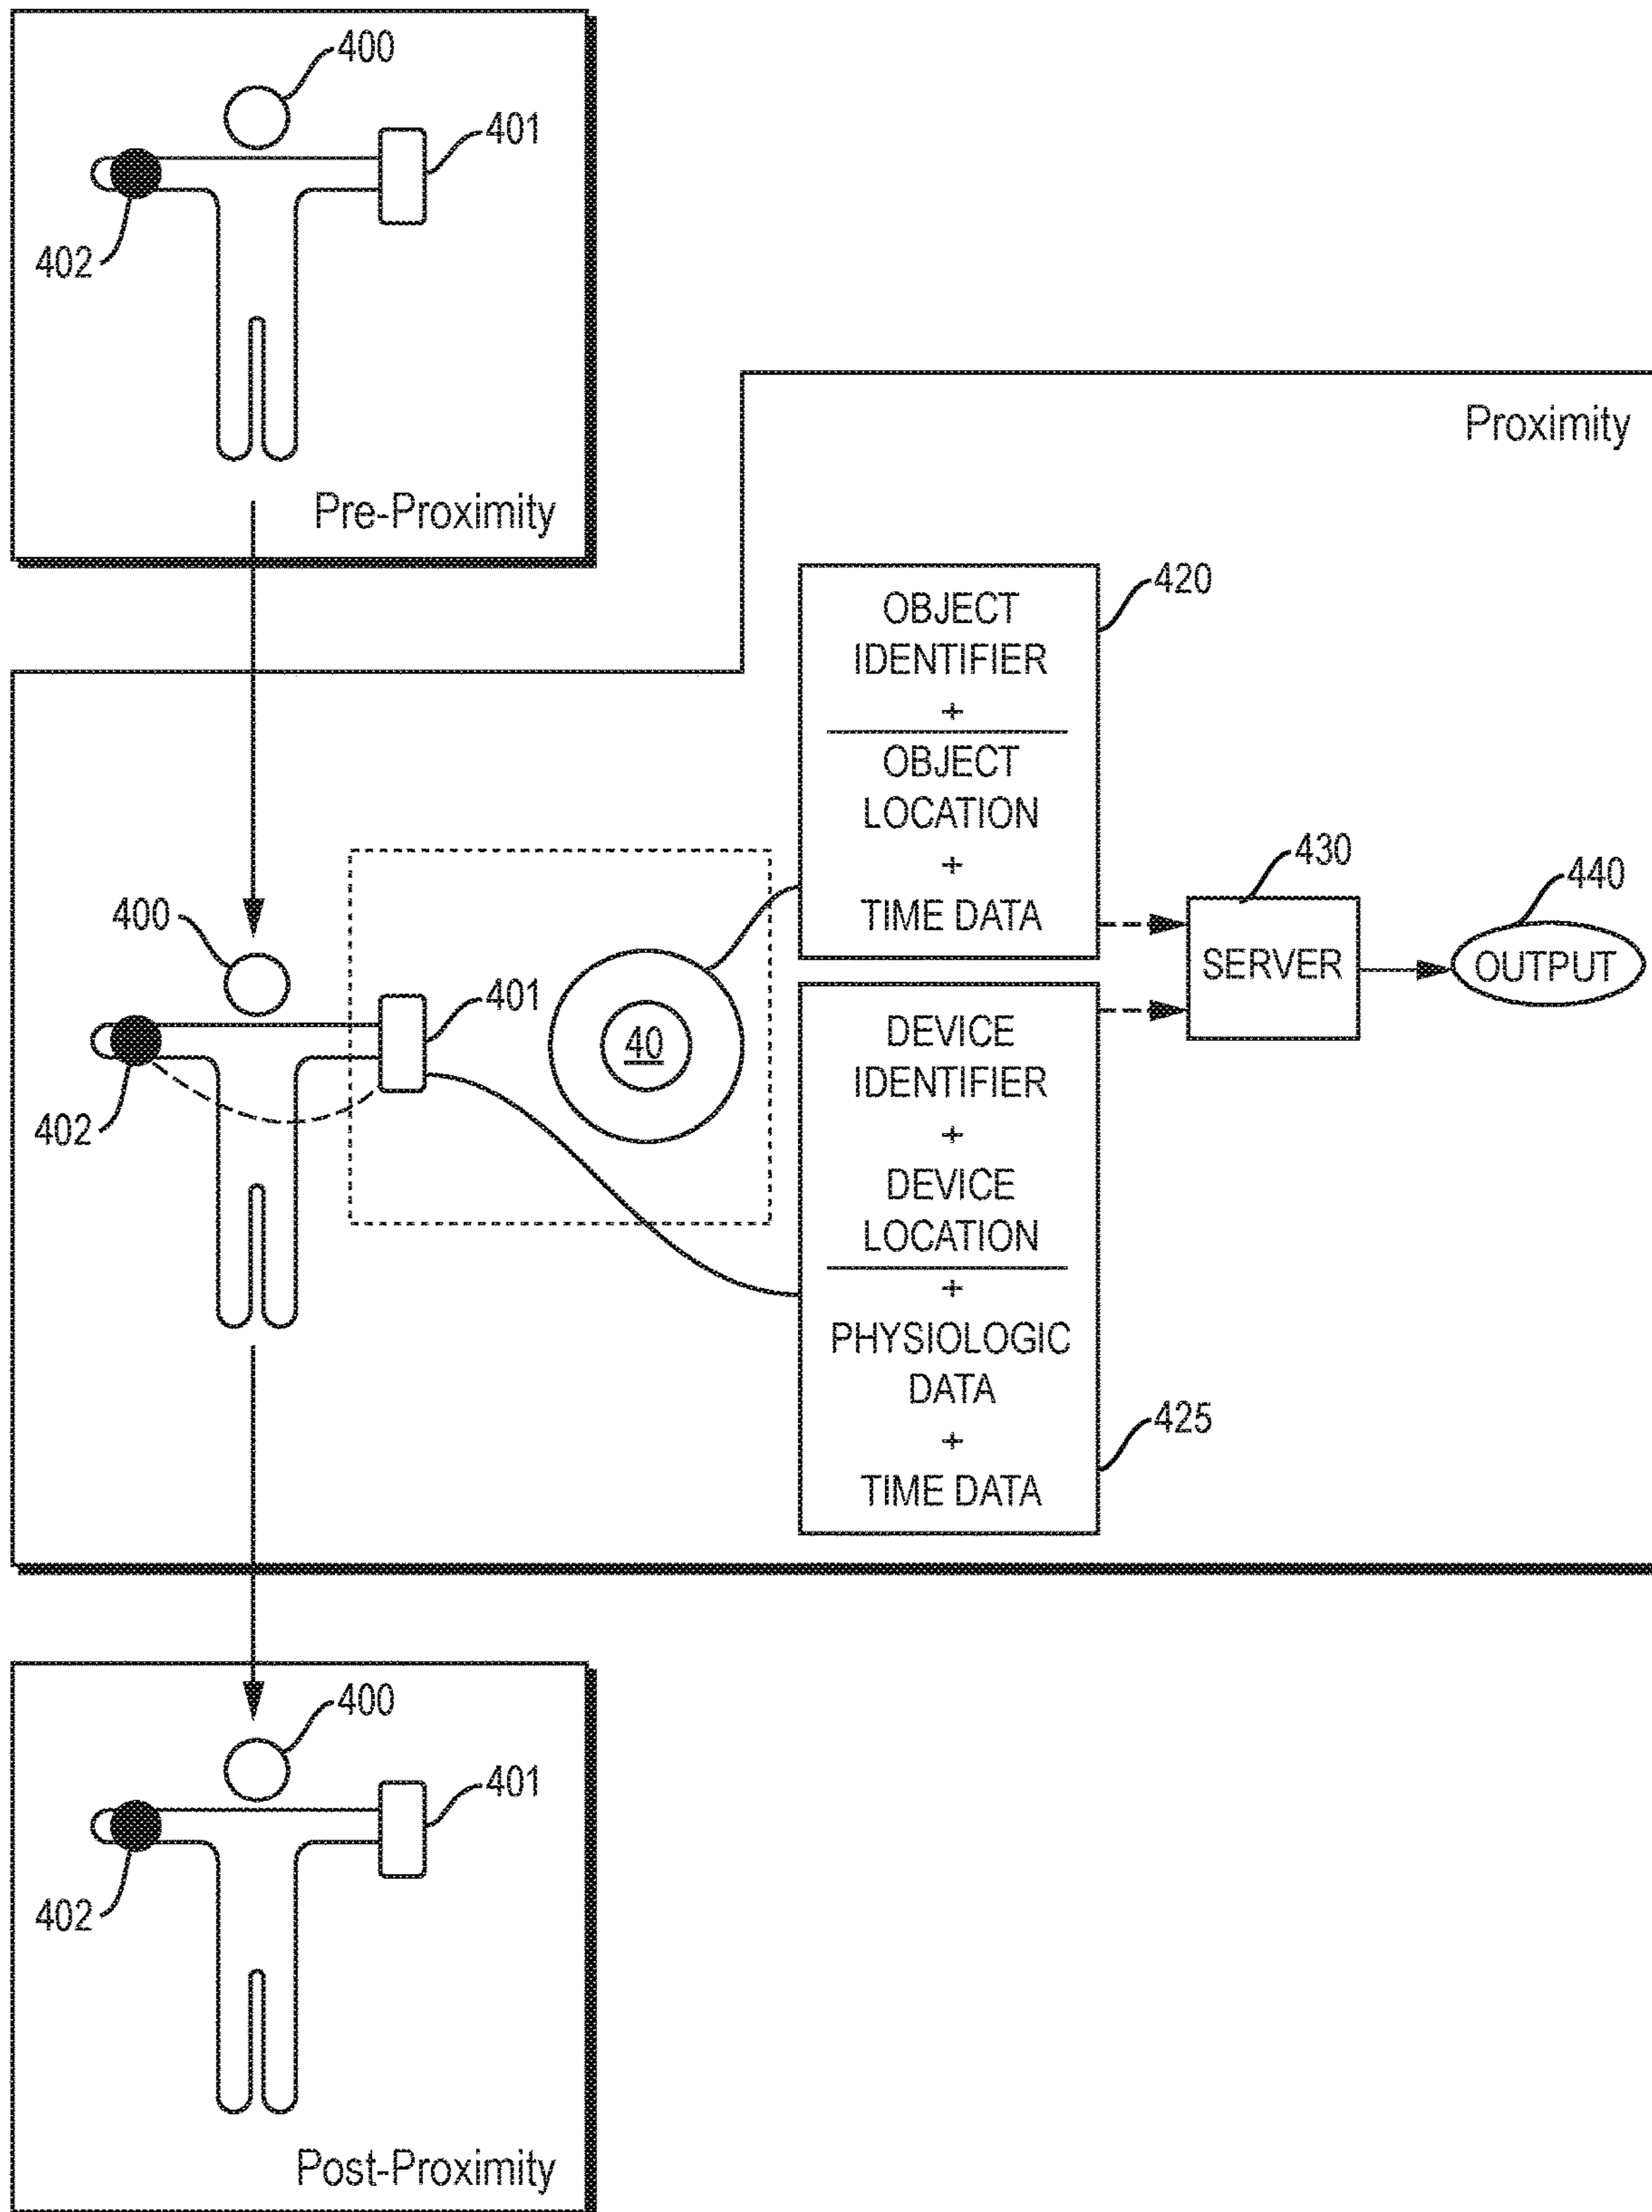 400
401
402
Pre-Proximity
Proximity
420
OBJECT
IDENTIFIER
+
OBJECT
LOCATION
+
TIME DATA
430
SERVER
440
OUTPUT
400
401
402
40
DEVICE
IDENTIFIER
+
DEVICE
LOCATION
+
PHYSIOLOGIC
DATA
+
TIME DATA
425
400
401
402
Post-Proximity